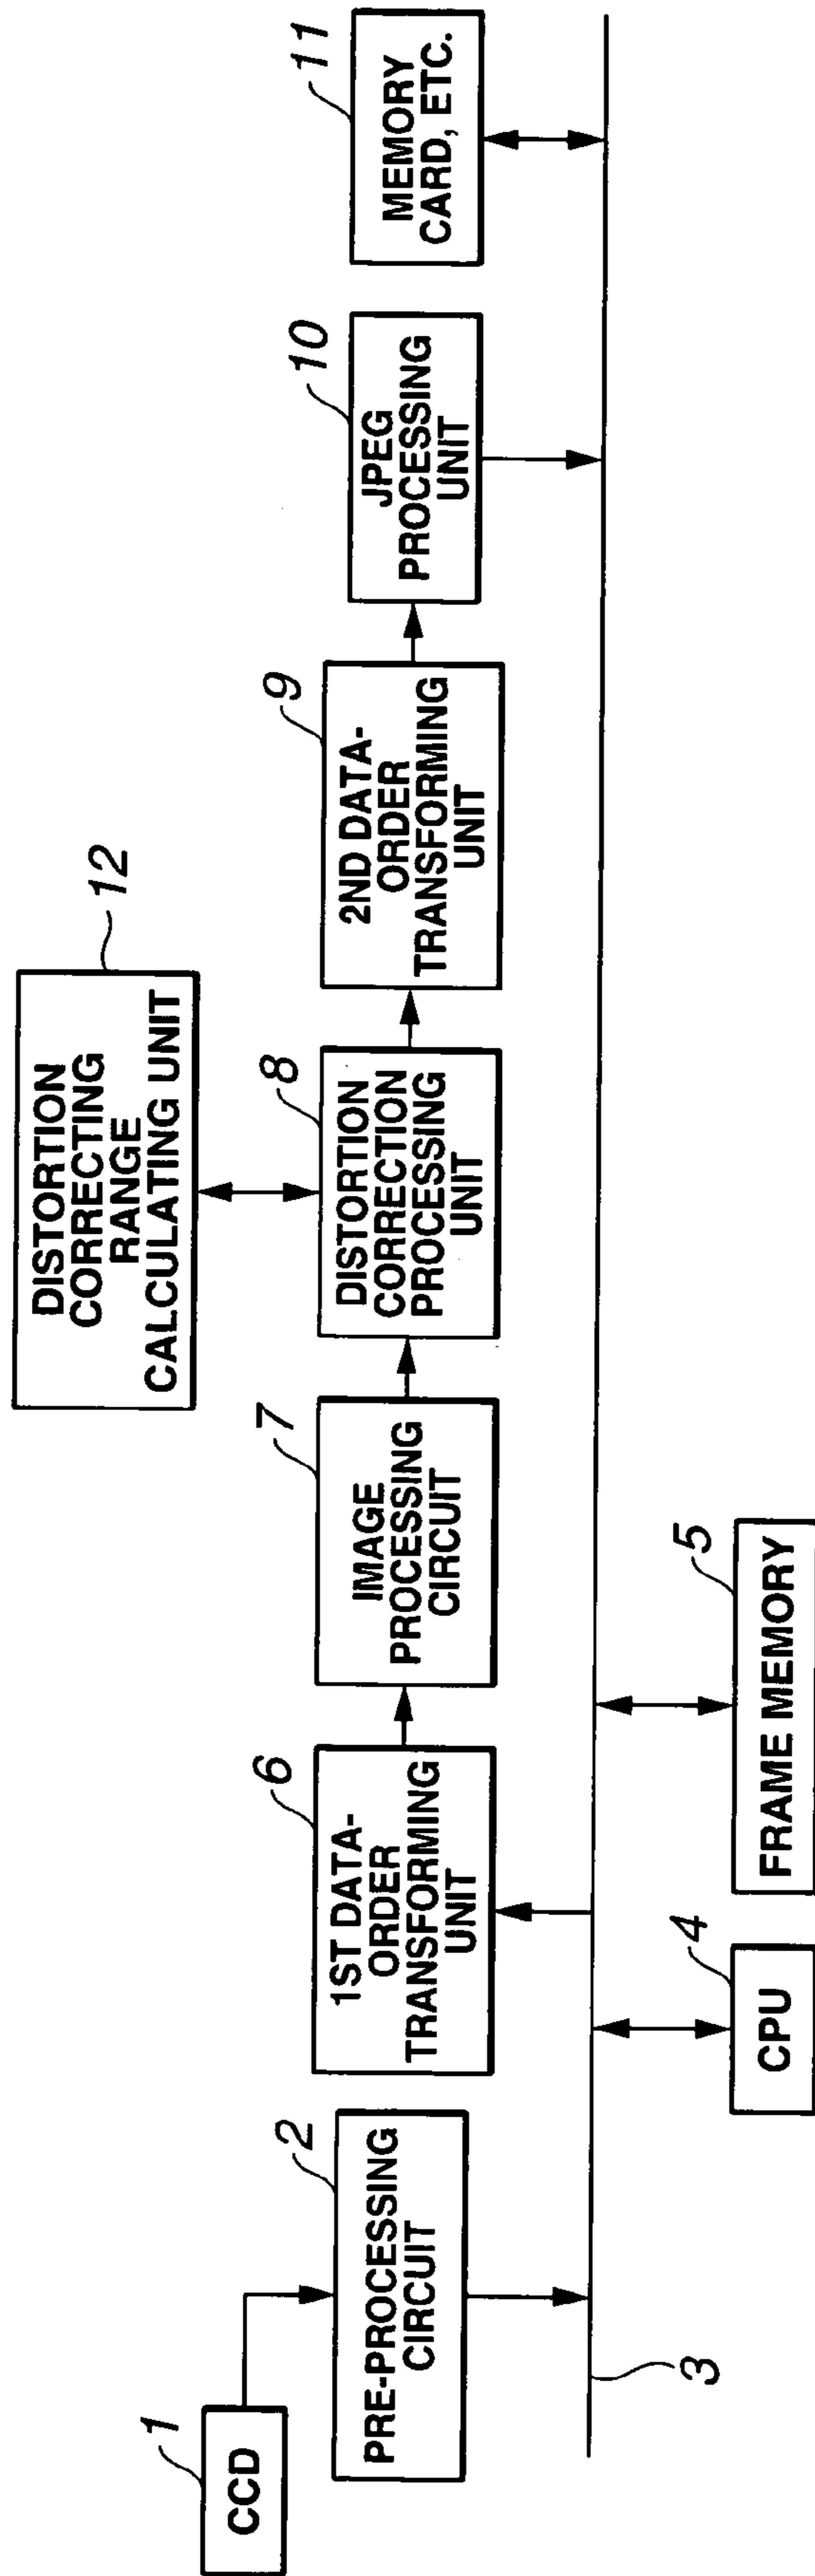 1
CCD
2
PRE-PROCESSING
CIRCUIT
3
4
CPU
5
FRAME MEMORY
6
1ST DATA-
ORDER
TRANSFORMING
UNIT
7
IMAGE
PROCESSING
CIRCUIT
8
DISTORTION
CORRECTION
PROCESSING
UNIT
12
DISTORTION
CORRECTING
RANGE
CALCULATING UNIT
9
2ND DATA-
ORDER
TRANSFORMING
UNIT
10
JPEG
PROCESSING
UNIT
11
MEMORY
CARD, ETC.